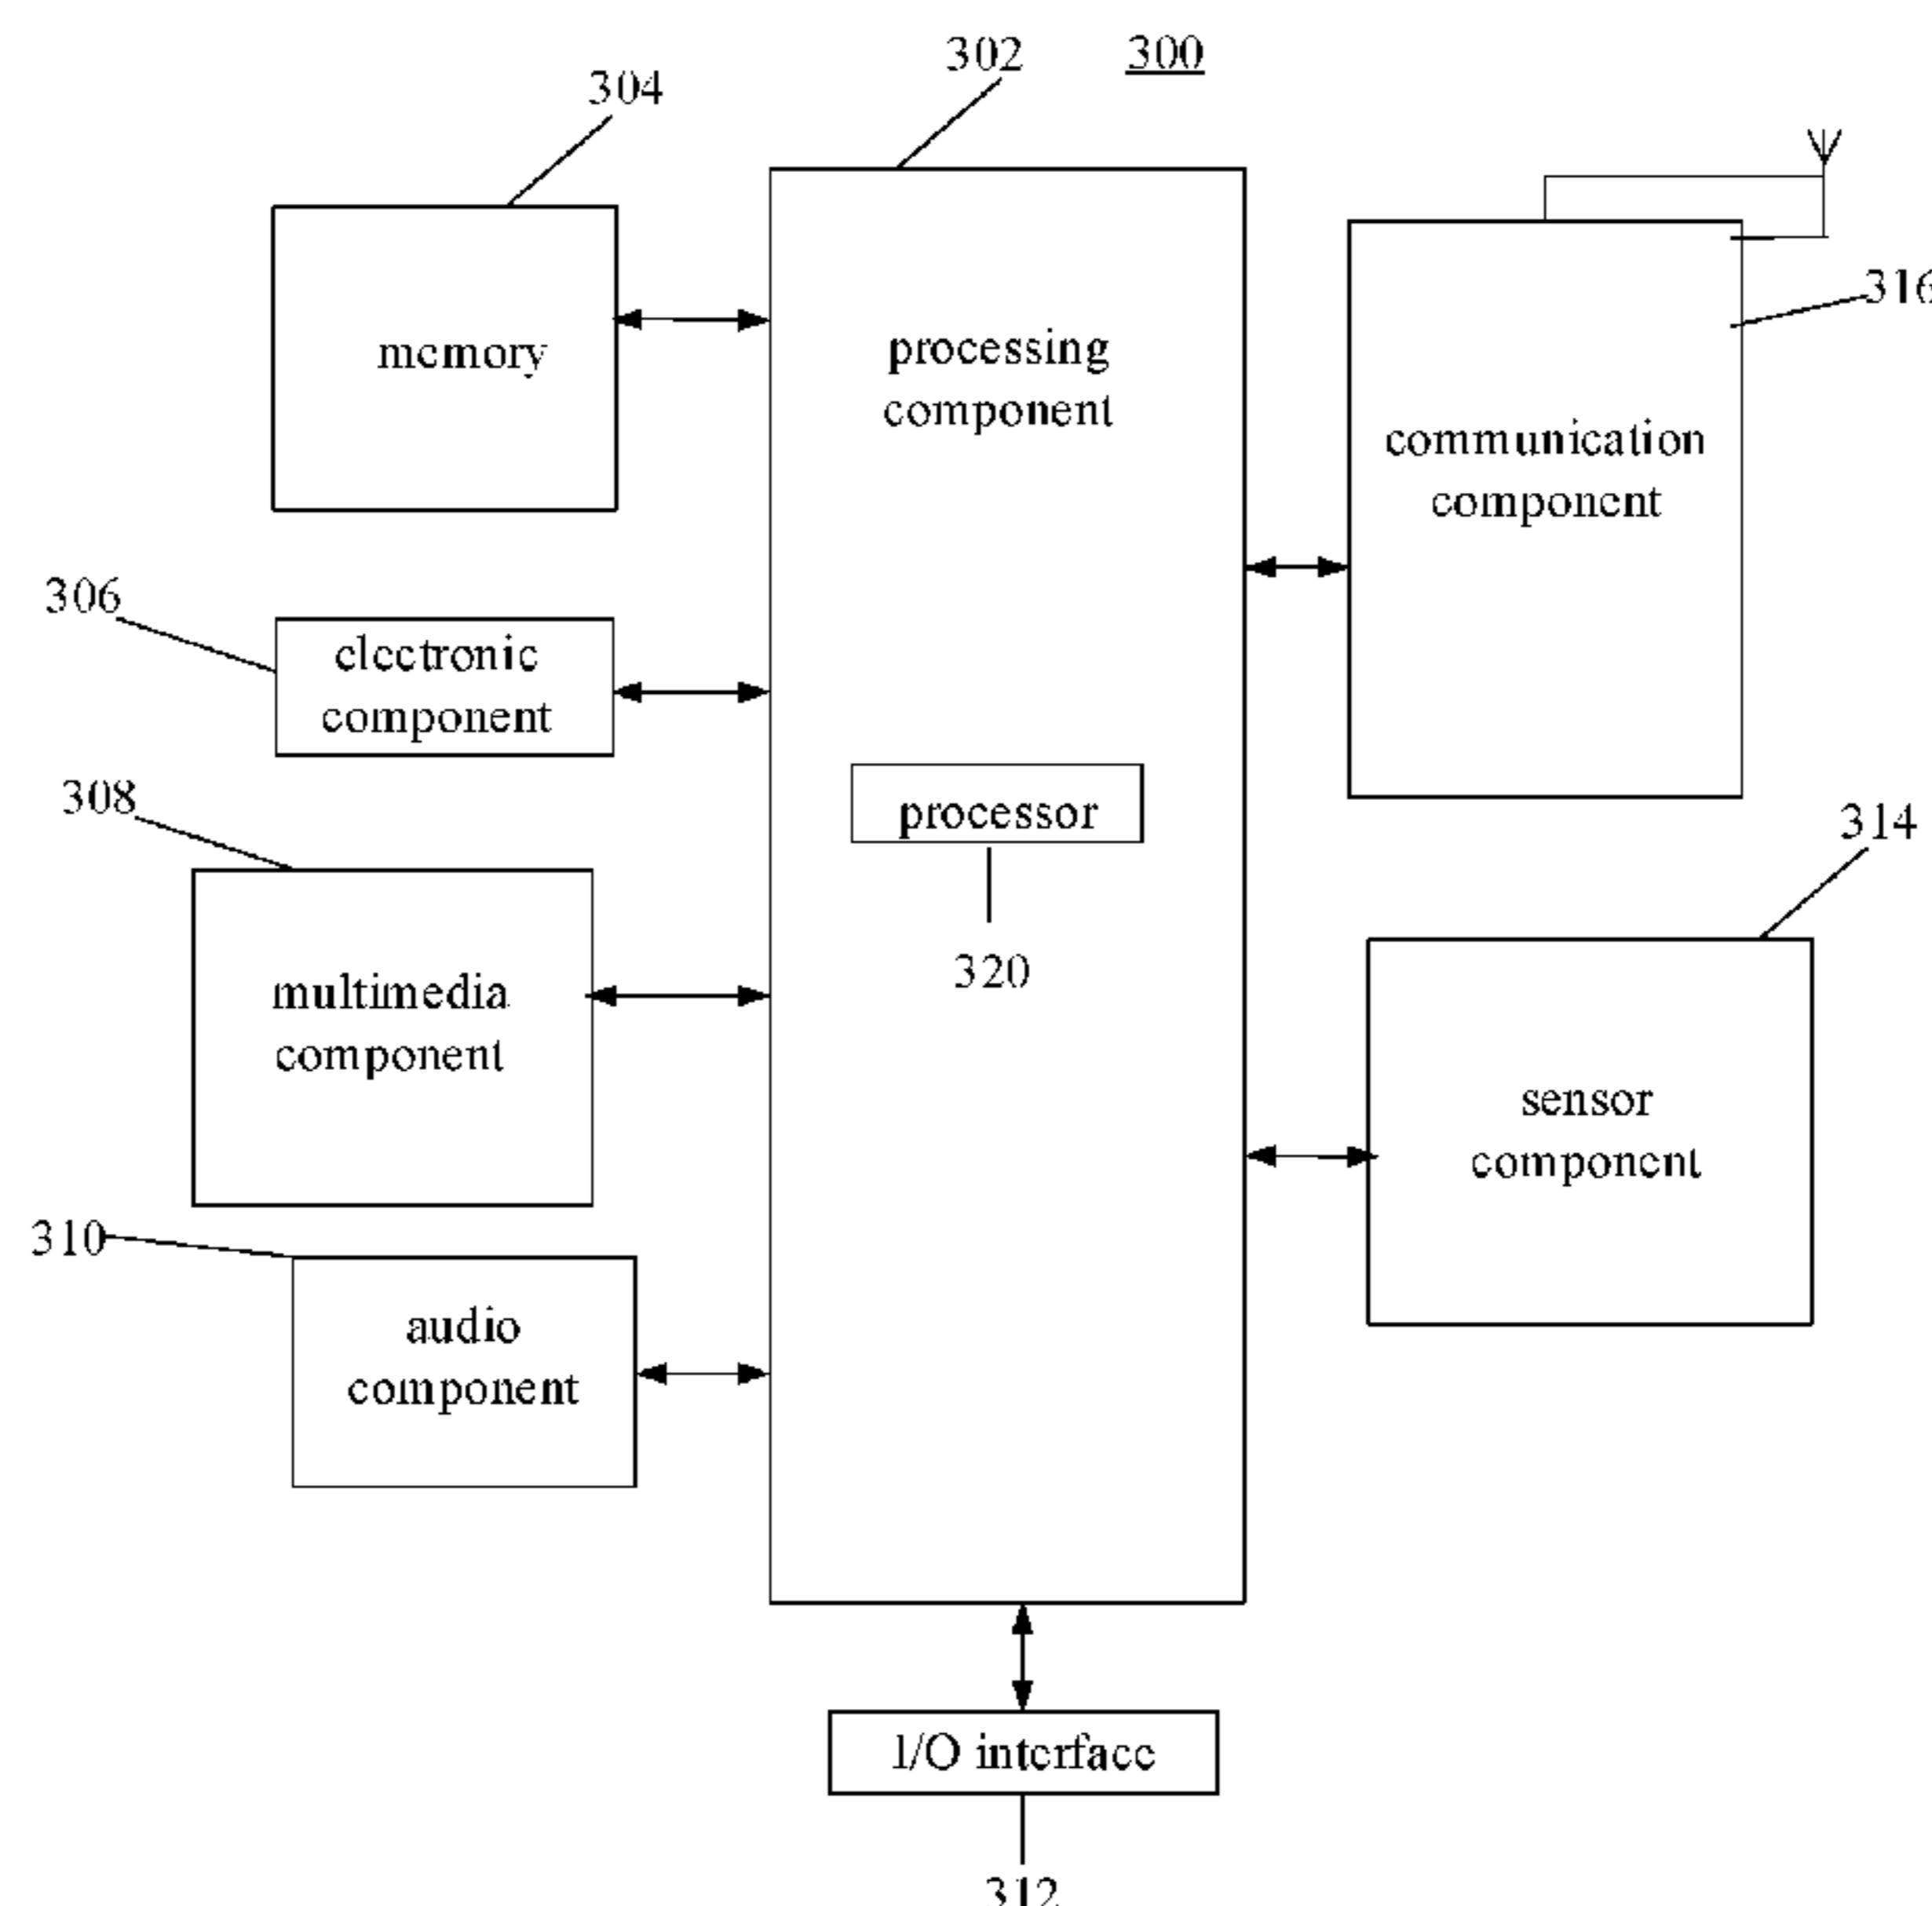 302
300
304
316
memory
processing
component
communication
component
306
electronic
component
308
processor
314
320
multimedia
component
sensor
component
310
audio
component
I/O interface
312